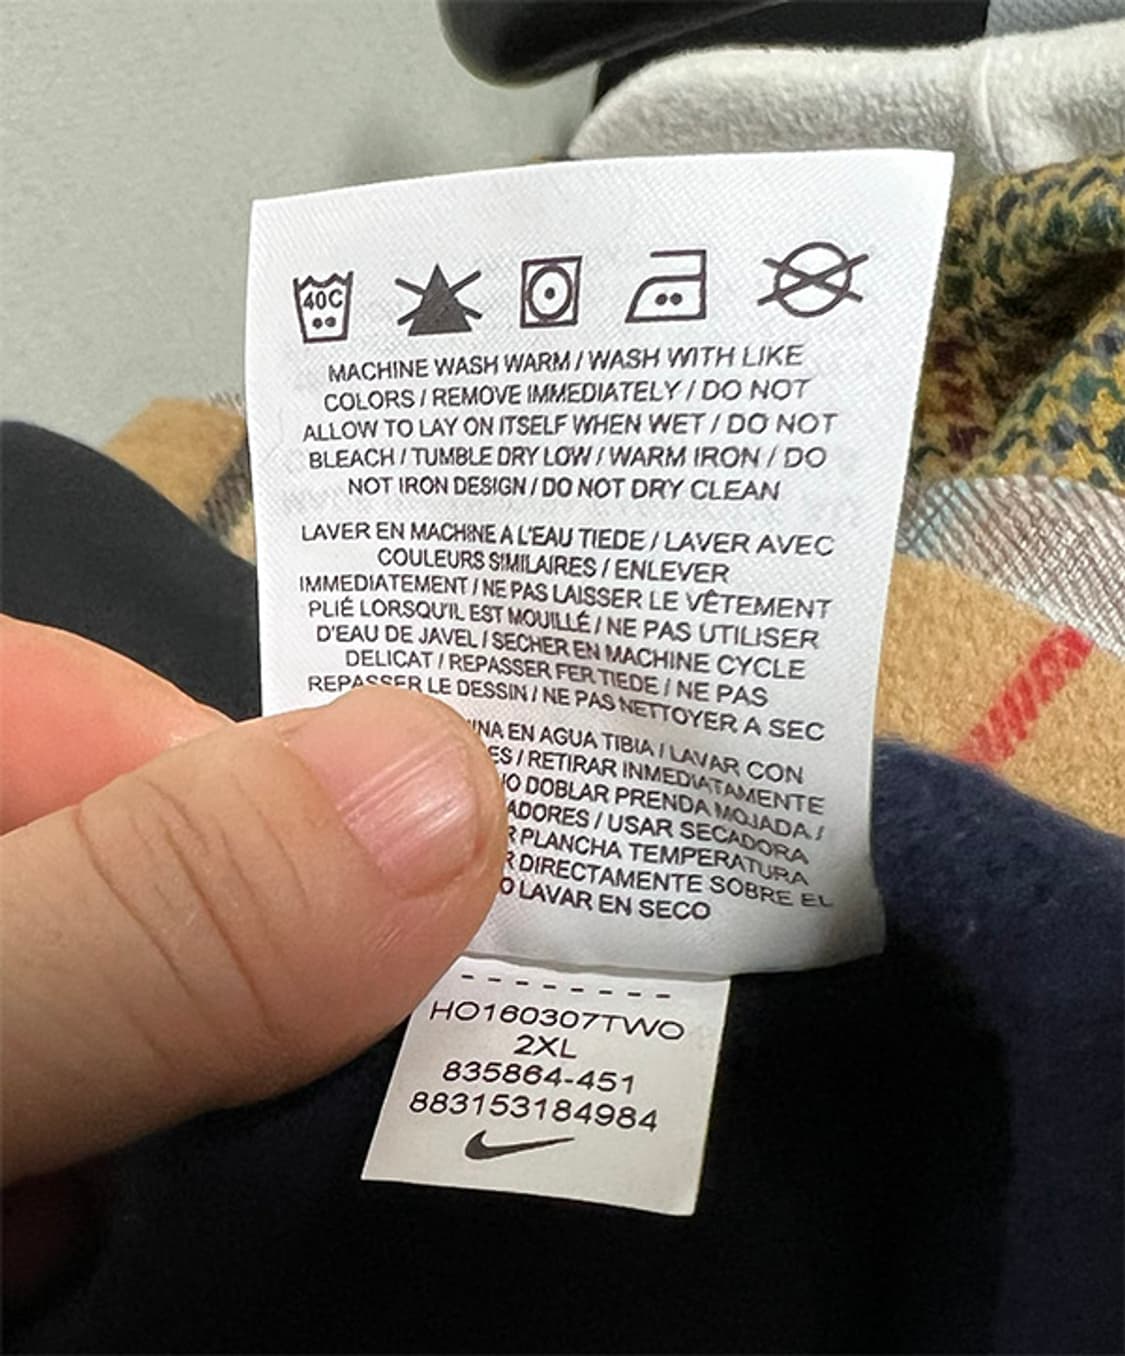 40C
MACHINE WASH WARM / WASH WITH LIKE
COLORS / REMOVE IMMEDIATELY / DO NOT
ALLOW TO LAY ON ITSELF WHEN WET / DO NOT
BLEACH / TUMBLE DRY LOW / WARM IRON / DO
NOT IRON DESIGN / DO NOT DRY CLEAN
LAVER EN MACHINE A L'EAU TIEDE / LAVER AVEC
COULEURS SIMILAIRES / ENLEVER
IMMEDIATEMENT / NE PAS LAISSER LE VÊTEMENT
PLIÉ LORSQU'IL EST MOUILLÉ / NE PAS UTILISER
D'EAU DE JAVEL / SECHER EN MACHINE CYCLE
DELICAT / REPASSER FER TIEDE / NE PAS
REPASSER LE DESSIN / NE PAS NETTOYER A SEC
EN AGUA TIBIA / LAVAR CON
/ RETIRAR INMEDIATAMENTE
DOBLAR PRENDA MOJADA /
/ USAR SECADORA
PLANCHA TEMPERATURA
DIRECTAMENTE SOBRE EL
LAVAR EN SECO
HO160307TWO
2XL
835864-451
883153184984